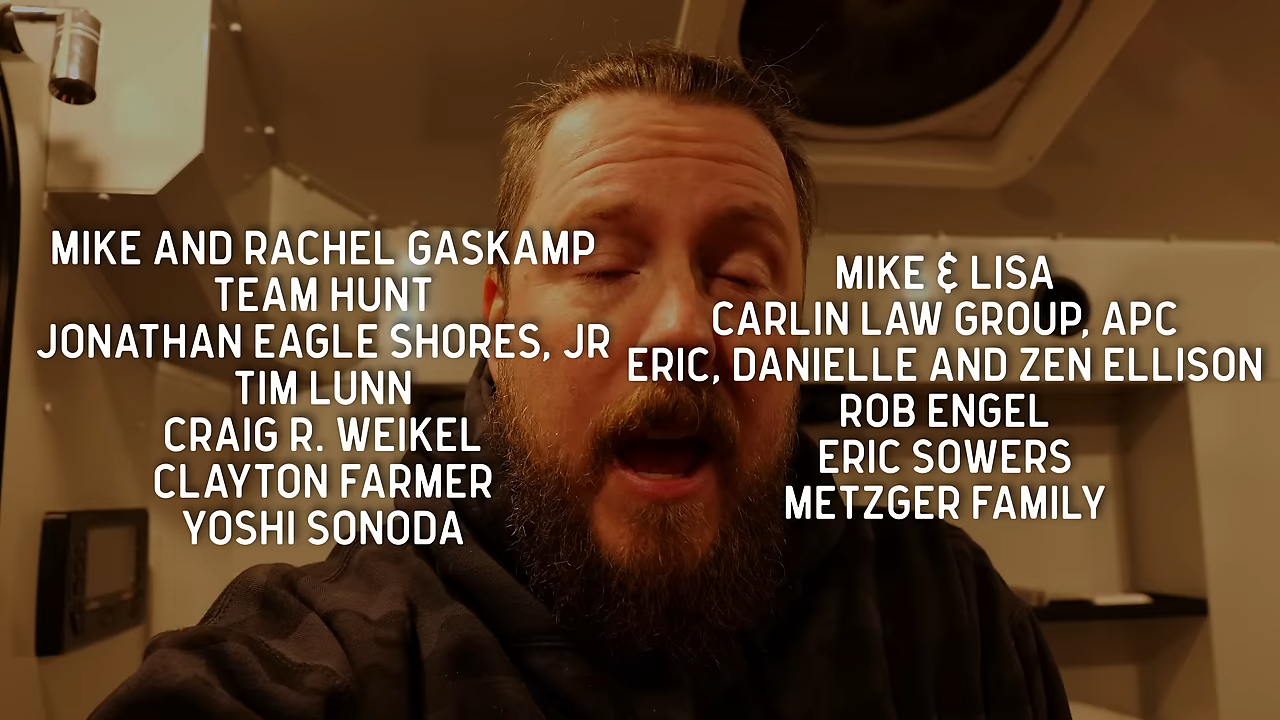 MIKE AND RACHEL GASKAMP
TEAM HUNT
JONATHAN EAGLE SHORES, JR
TIM LUNN
CRAIG R. WEIKEL
CLAYTON FARMER
YOSHI SONODA
MIKE & LISA
CARLIN LAW GROUP, APC
ERIC, DANIELLE AND ZEN ELLISON
ROB ENGEL
ERIC SOWERS
METZGER FAMILY